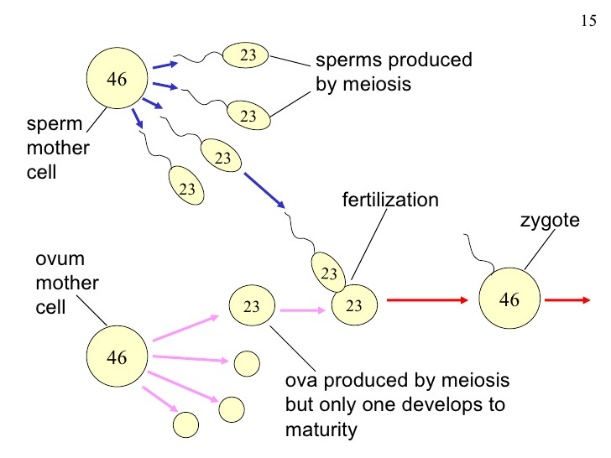 15
46
23
sperms produced
by meiosis
23
sperm
mother
cell
23
23
fertilization
zygote
23
23
46
ovum
mother
cell
23
46
ova produced by meiosis
but only one develops to
maturity